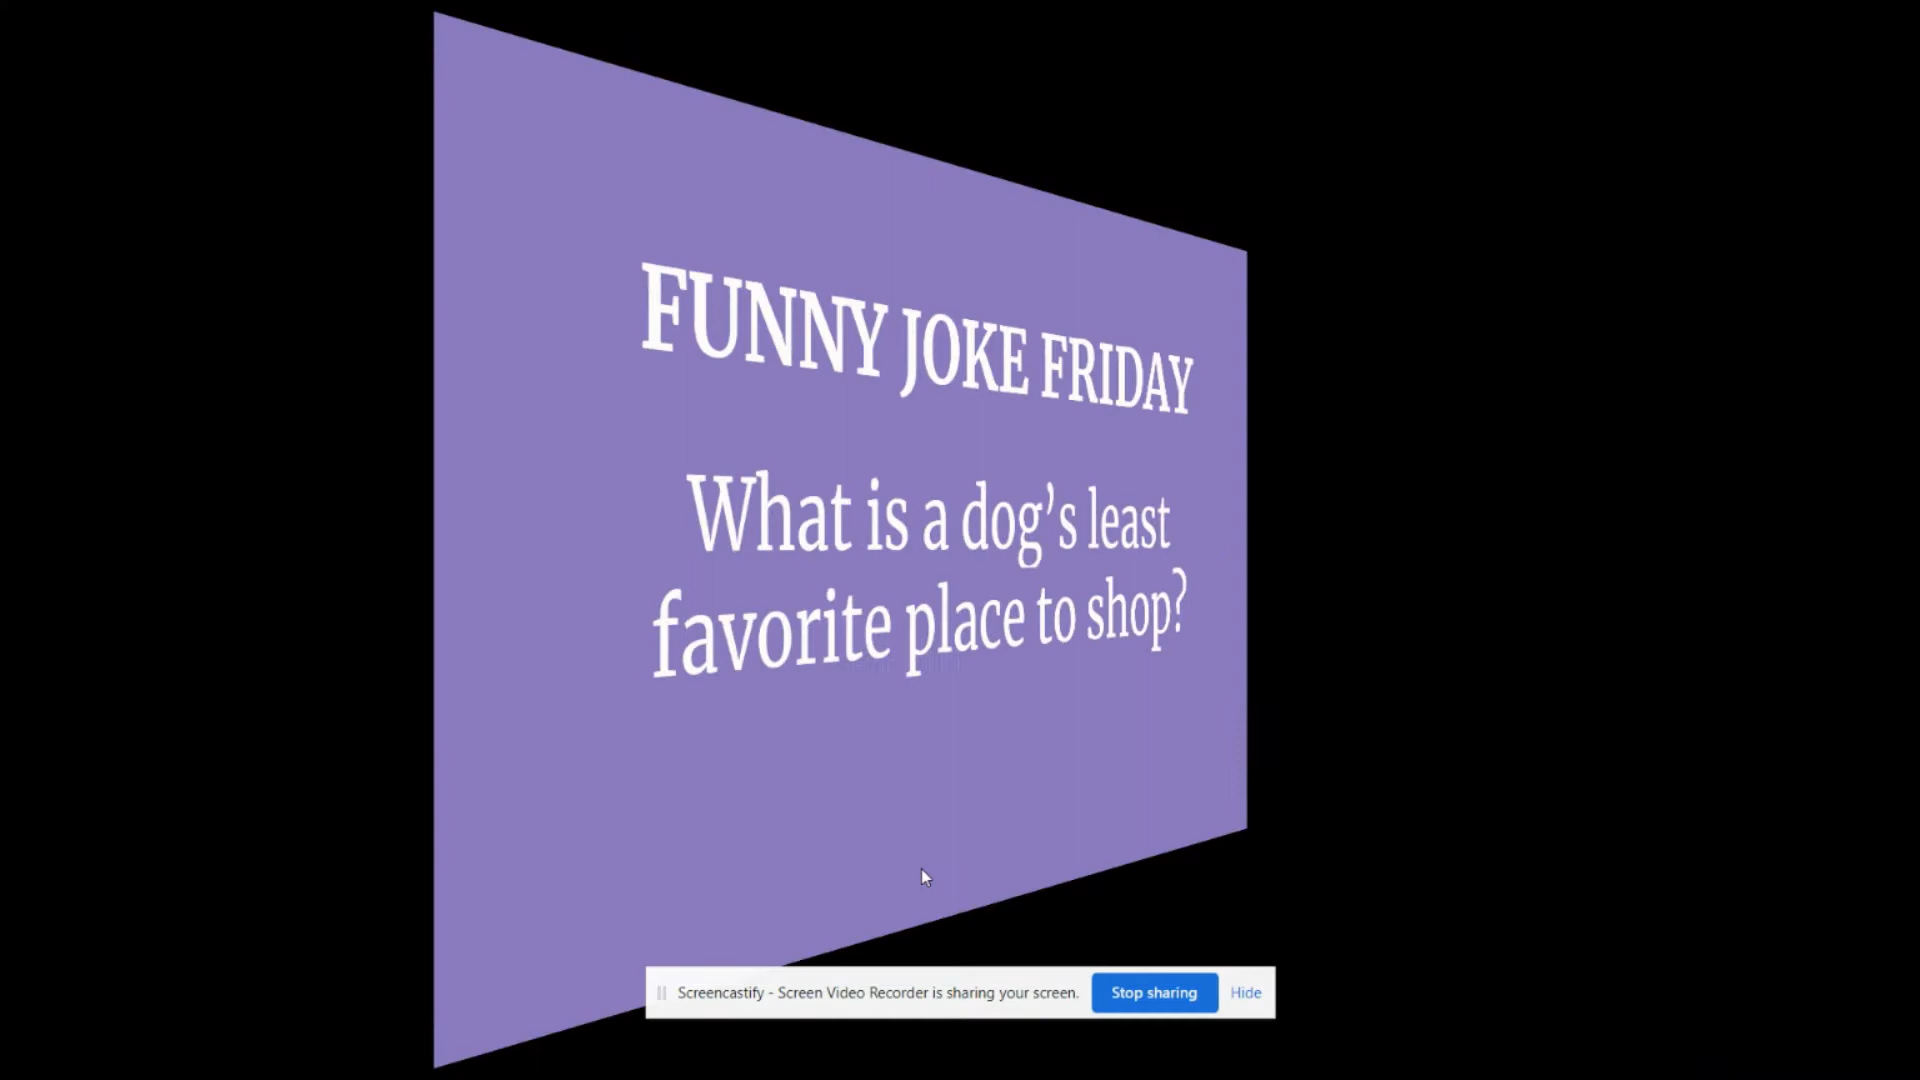 FUNNY JOKE FRIDAY
What is a dog’s least
favorite place to shop?
Screencastify - Screen Video Recorder is sharing your screen. Stop sharing Hide